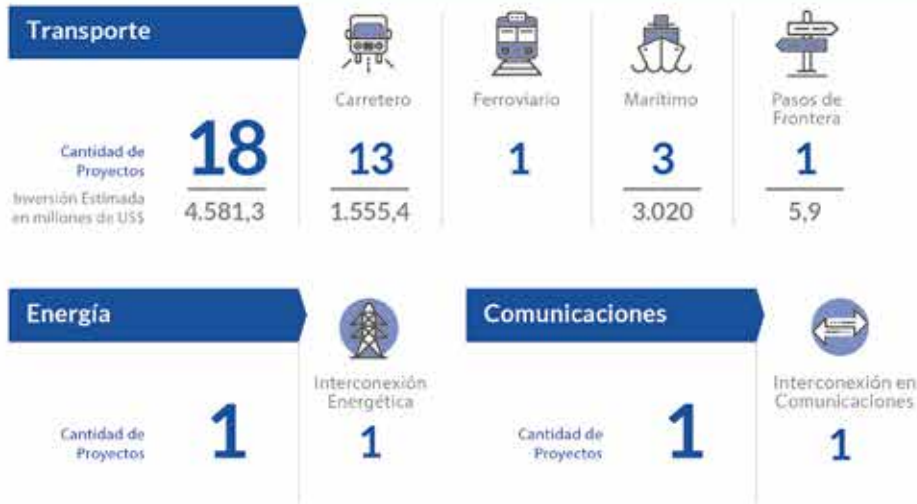 Transporte
Carretero
Ferroviario
Marítimo
Pasos de
Frontera
Cantidad de
Proyectos
18
13
1
3
1
Inversión Estimada
en millones de US$
4.581,3
1.555,4
3.020
5,9
Energía
Interconexión
Energética
Cantidad de
Proyectos
1
1
Comunicaciones
Interconexión en
Comunicaciones
Cantidad de
Proyectos
1
1